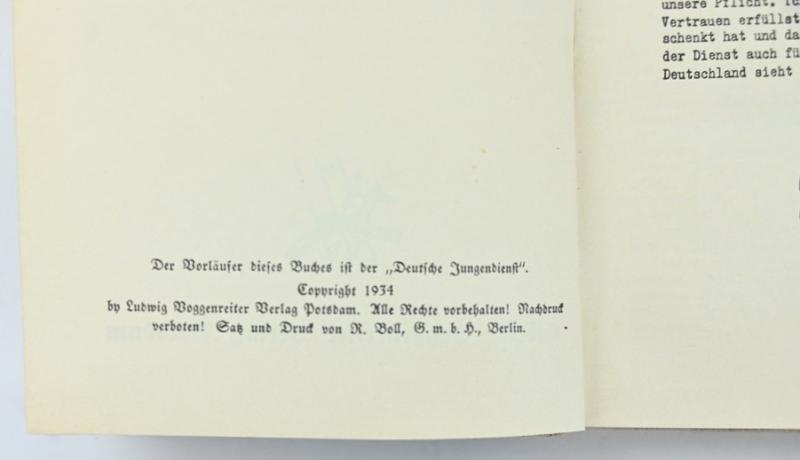 Der Vorläufer dieses Buches ist der „Deutsche Jungendienst“.
Copyright 1934
by Ludwig Voggenreiter Verlag Potsdam. Alle Rechte vorbehalten! Nachdruck
verboten! Satz und Druck von R. Boll, G. m. b. H., Berlin.
unsere Pflicht.
Vertrauen erfüllst
schenkt hat und da
der Dienst auch fü
Deutschland sieht